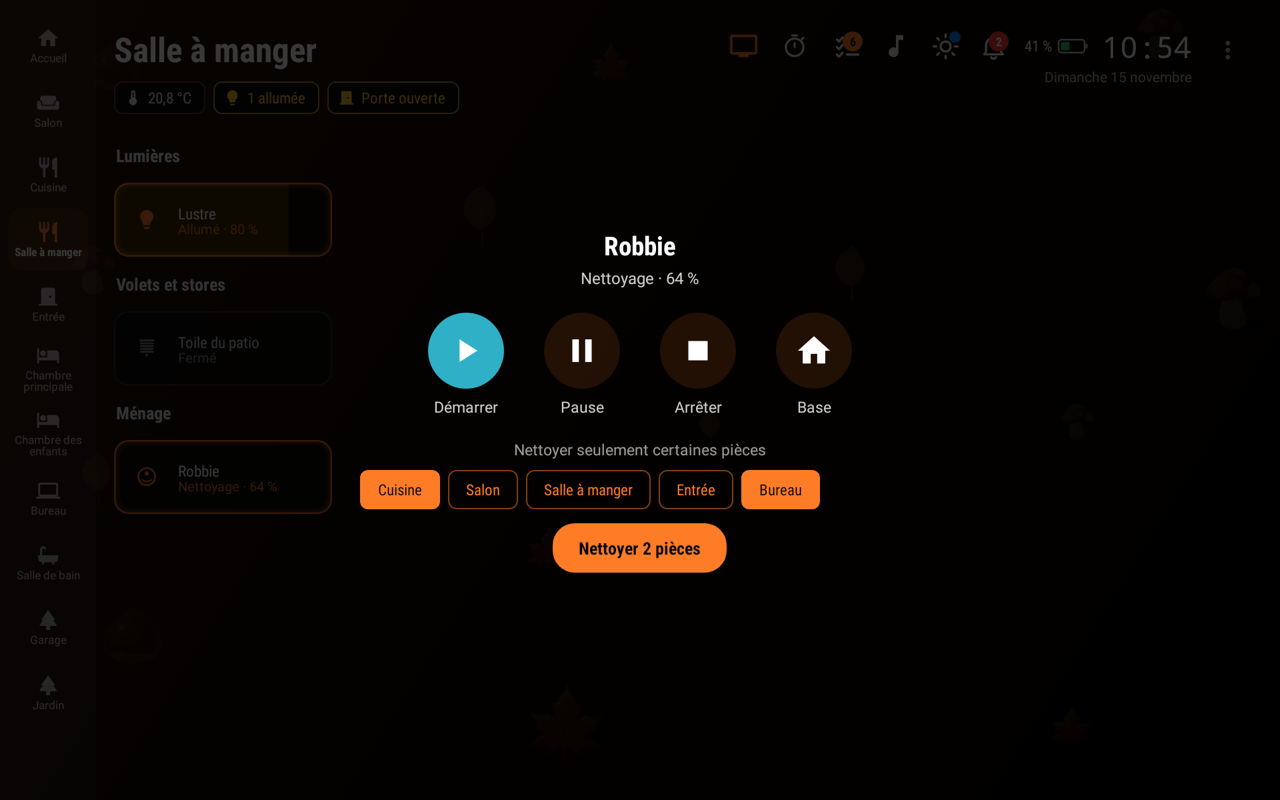 Accueil
Salon
Cuisine
Salle à manger
Entrée
Chambre
principale
Chambre des
enfants
Bureau
Salle de bain
Garage
Jardin
Salle à manger
6
2
41 %
10:54
Dimanche 15 novembre
20,8 °C
1 allumée
Porte ouverte
Lumières
Lustre
Allumé · 80 %
Volets et stores
Toile du patio
Fermé
Ménage
Robbie
Nettoyage · 64 %
Robbie
Nettoyage · 64 %
Démarrer
Pause
Arrêter
Base
Nettoyer seulement certaines pièces
Cuisine
Salon
Salle à manger
Entrée
Bureau
Nettoyer 2 pièces